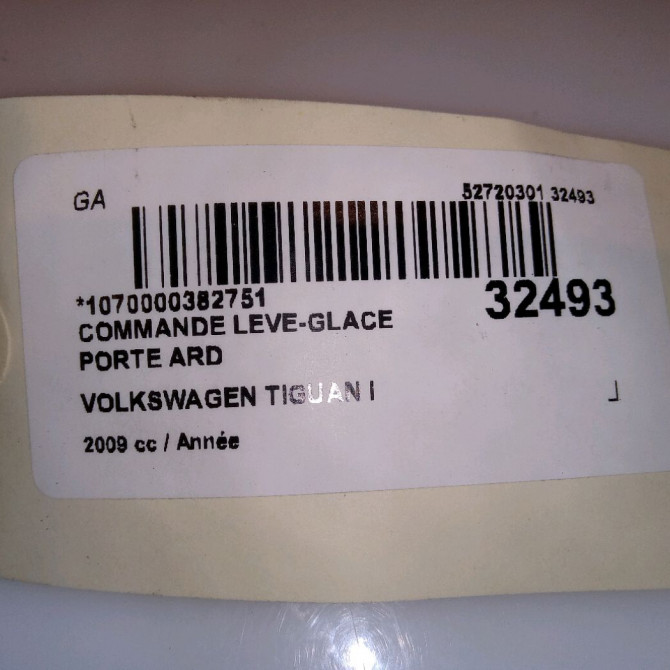 GA
52720301 32493
*1070000382751
32493
COMMANDE LEVE-GLACE
PORTE ARD
VOLKSWAGEN TIGUAN I
2009 cc / Année